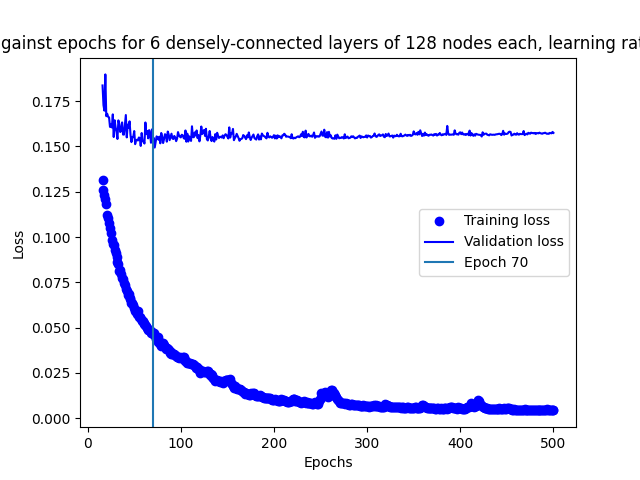 gainst epochs for 6 densely-connected layers of 128 nodes each, learning
0.175
0.150
0.125
0.100
0.075
0.050
0.025
0.000
Loss
Training loss
Validation loss
Epoch 70
0
100
200
300
400
500
Epochs